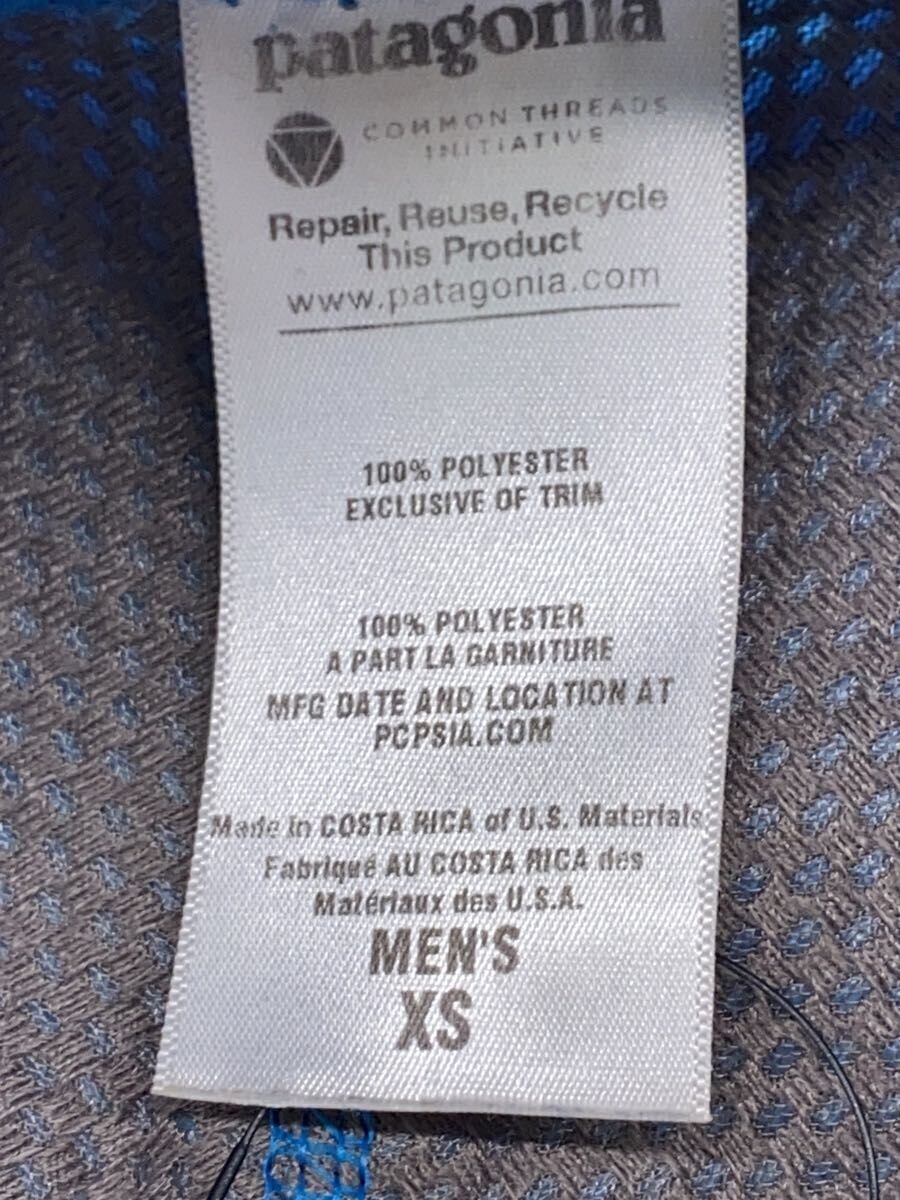 patagonia
COMMON THREADS
INITIATIVE
Repair, Reuse, Recycle
This Product
www.patagonia.com
100% POLYESTER
EXCLUSIVE OF TRIM
100% POLYESTER
A PART LA GARNITURE
MFG DATE AND LOCATION AT
PCPSIA.COM
Made in COSTA RICA of U.S. Materials
Fabriqué AU COSTA RICA des
Matériaux des U.S.A.
MEN'S
XS